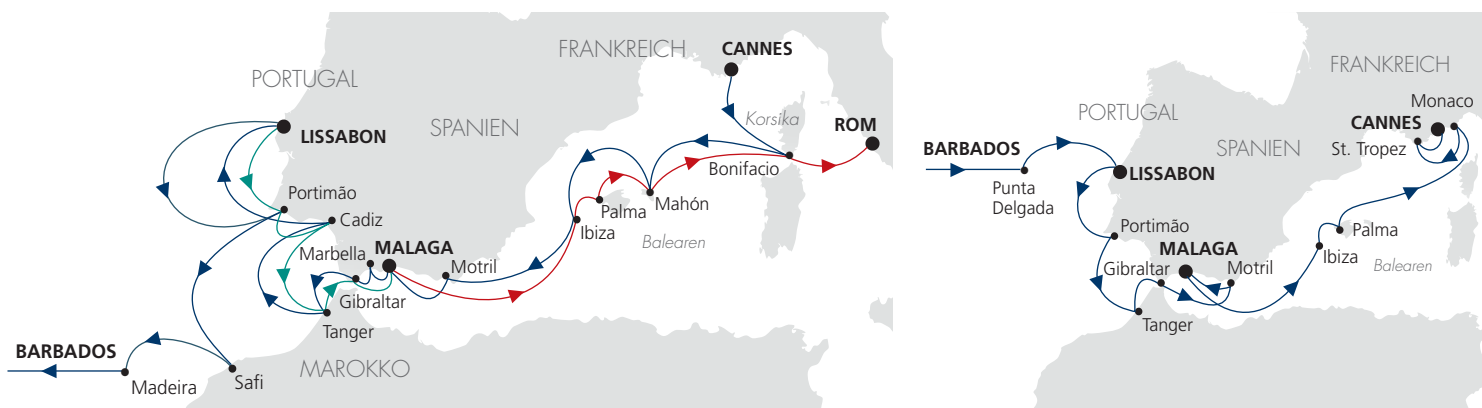 FRANKREICH
CANNES
PORTUGAL
Korsika
ROM
LISSABON
SPANIEN
Bonifacio
Portimão
Palma
Mahón
Cadiz
Ibiza
Balearen
Marbella
MALAGA
Motril
Gibraltar
Tanger
BARBADOS
MAROKKO
Madeira
Safi
FRANKREICH
Monaco
PORTUGAL
CANNES
BARBADOS
SPANIEN
St. Tropez
LISSABON
Punta
Delgada
Portimão
Palma
MALAGA
Ibiza
Gibraltar
Motril
Balearen
Tanger